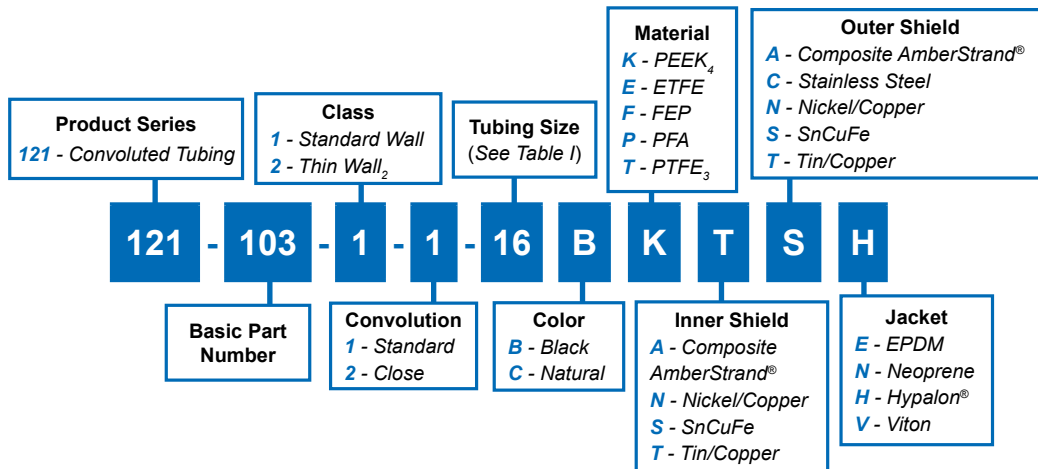 Material
K - PEEK4
E - ETFE
F - FEP
P - PFA
T - PTFE3
Outer Shield
A - Composite AmberStrand®
C - Stainless Steel
N - Nickel/Copper
S - SnCuFe
T - Tin/Copper
Product Series
121 - Convoluted Tubing
Class
1 - Standard Wall
2 - Thin Wall2
Tubing Size
(See Table I)
121 - 103 - 1 - 1 - 16 B K T S H
Basic Part
Number
Convolution
1 - Standard
2 - Close
Color
B - Black
C - Natural
Inner Shield
A - Composite
AmberStrand®
N - Nickel/Copper
S - SnCuFe
T - Tin/Copper
Jacket
E - EPDM
N - Neoprene
H - Hypalon®
V - Viton